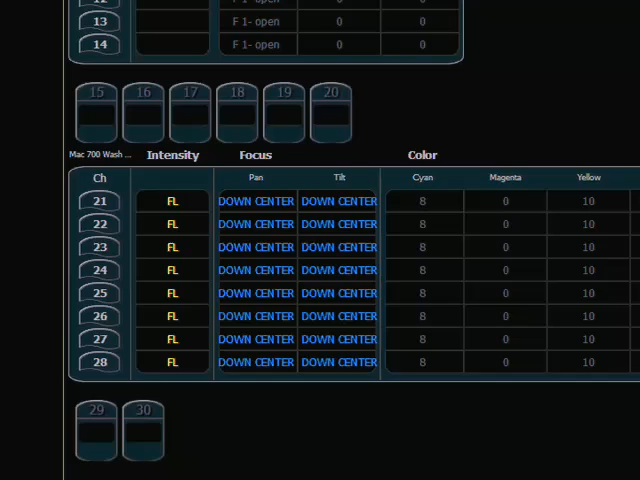 12 F 1- open 0 0
13 F 1- open 0 0
14 F 1- open 0 0
15 16 17 18 19 20
Mac 700 Wash ... Intensity Focus Color
Ch Pan Tilt Cyan Magenta Yellow
21 FL DOWN CENTER DOWN CENTER 8 0 10
22 FL DOWN CENTER DOWN CENTER 8 0 10
23 FL DOWN CENTER DOWN CENTER 8 0 10
24 FL DOWN CENTER DOWN CENTER 8 0 10
25 FL DOWN CENTER DOWN CENTER 8 0 10
26 FL DOWN CENTER DOWN CENTER 8 0 10
27 FL DOWN CENTER DOWN CENTER 8 0 10
28 FL DOWN CENTER DOWN CENTER 8 0 10
29 30